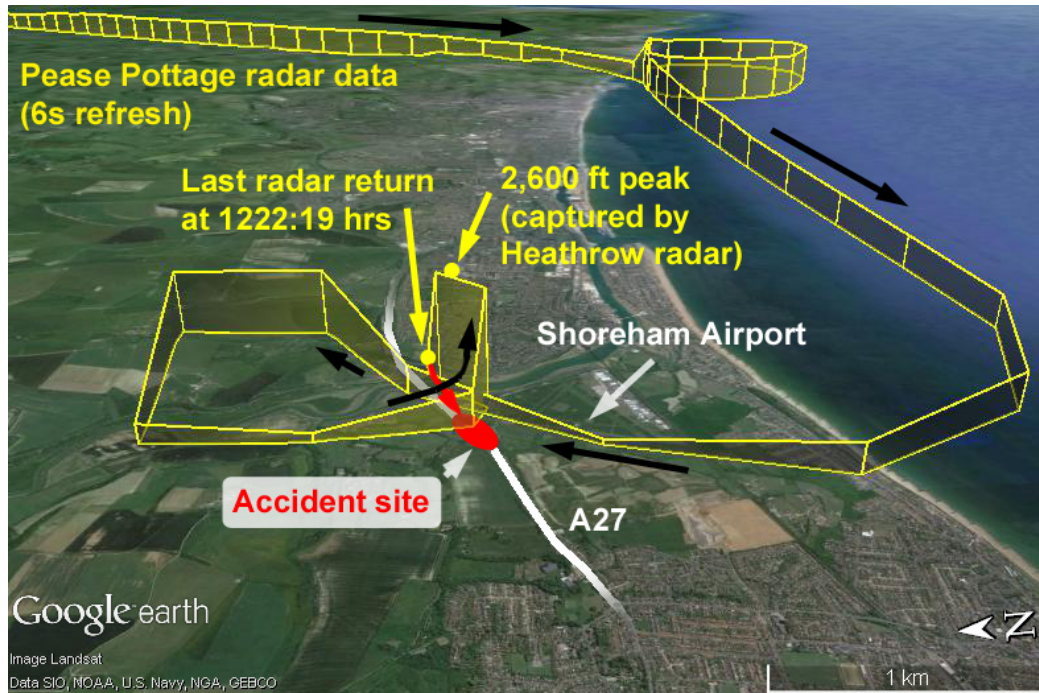 Pease Pottage radar data
(6s refresh)
Last radar return
at 1222:19 hrs
2,600 ft peak
(captured by
Heathrow radar)
Shoreham Airport
Accident site
A27
Google earth
Image Landsat
Data SIO, NOAA, U.S. Navy, NGA, GEBCO
N
1 km